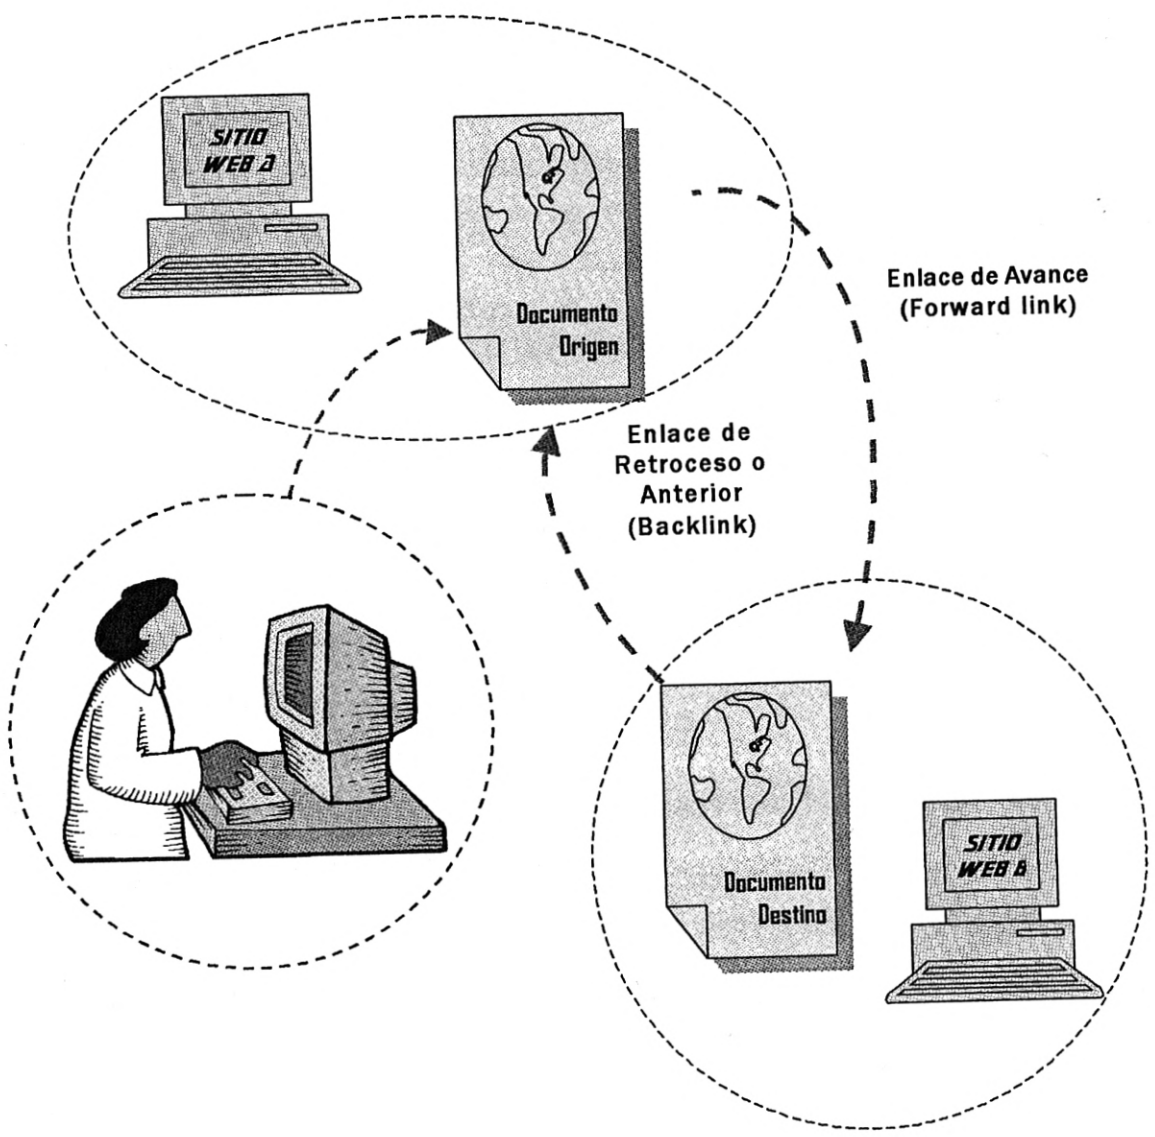 SITIO
WEB A
Documento
Origen
Enlace de Avance
(Forward link)
Enlace de
Retroceso o
Anterior
(Backlink)
Documento
Destino
SITIO
WEB B